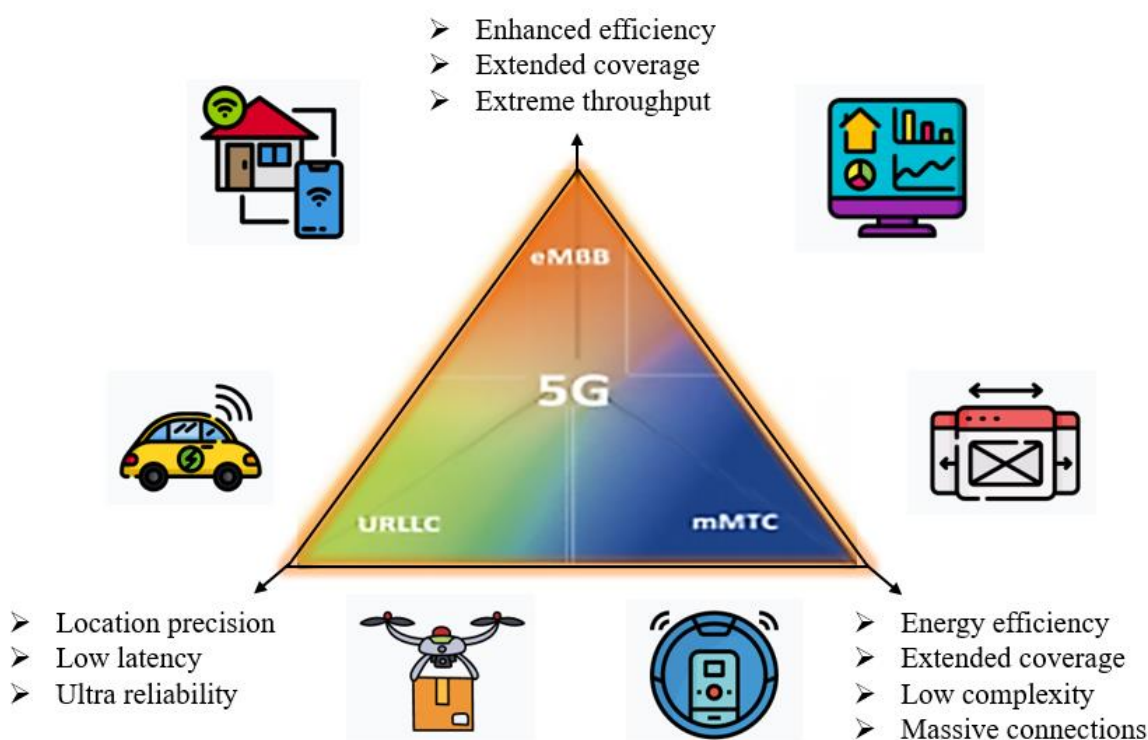 ➢ Enhanced efficiency
➢ Extended coverage
➢ Extreme throughput
eMBB
5G
URLLC
mMTC
➢ Location precision
➢ Low latency
➢ Ultra reliability
➢ Energy efficiency
➢ Extended coverage
➢ Low complexity
➢ Massive connections